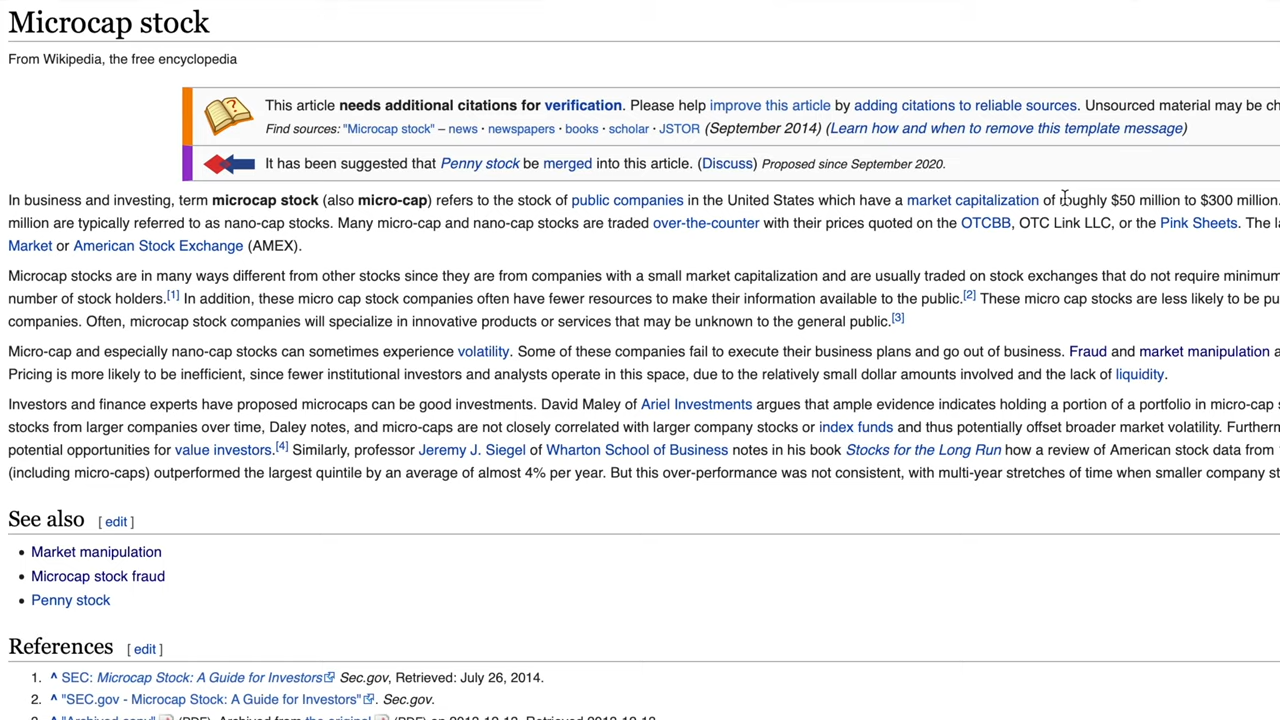 Microcap stock
From Wikipedia, the free encyclopedia
This article needs additional citations for verification. Please help improve this article by adding citations to reliable sources. Unsourced material may be ch
Find sources: "Microcap stock" – news · newspapers · books · scholar · JSTOR (September 2014) (Learn how and when to remove this template message)
It has been suggested that Penny stock be merged into this article. (Discuss) Proposed since September 2020.
In business and investing, term microcap stock (also micro-cap) refers to the stock of public companies in the United States which have a market capitalization of roughly $50 million to $300 million.
million are typically referred to as nano-cap stocks. Many micro-cap and nano-cap stocks are traded over-the-counter with their prices quoted on the OTCBB, OTC Link LLC, or the Pink Sheets. The la
Market or American Stock Exchange (AMEX).
Microcap stocks are in many ways different from other stocks since they are from companies with a small market capitalization and are usually traded on stock exchanges that do not require minimum
number of stock holders.[1] In addition, these micro cap stock companies often have fewer resources to make their information available to the public.[2] These micro cap stocks are less likely to be pu
companies. Often, microcap stock companies will specialize in innovative products or services that may be unknown to the general public.[3]
Micro-cap and especially nano-cap stocks can sometimes experience volatility. Some of these companies fail to execute their business plans and go out of business. Fraud and market manipulation a
Pricing is more likely to be inefficient, since fewer institutional investors and analysts operate in this space, due to the relatively small dollar amounts involved and the lack of liquidity.
Investors and finance experts have proposed microcaps can be good investments. David Maley of Ariel Investments argues that ample evidence indicates holding a portion of a portfolio in micro-cap s
stocks from larger companies over time, Daley notes, and micro-caps are not closely correlated with larger company stocks or index funds and thus potentially offset broader market volatility. Furtherm
potential opportunities for value investors.[4] Similarly, professor Jeremy J. Siegel of Wharton School of Business notes in his book Stocks for the Long Run how a review of American stock data from
(including micro-caps) outperformed the largest quintile by an average of almost 4% per year. But this over-performance was not consistent, with multi-year stretches of time when smaller company st
See also [ edit ]
• Market manipulation
• Microcap stock fraud
• Penny stock
References [ edit ]
1. ^ SEC: Microcap Stock: A Guide for Investors Sec.gov, Retrieved: July 26, 2014.
2. ^ "SEC.gov - Microcap Stock: A Guide for Investors". Sec.gov.